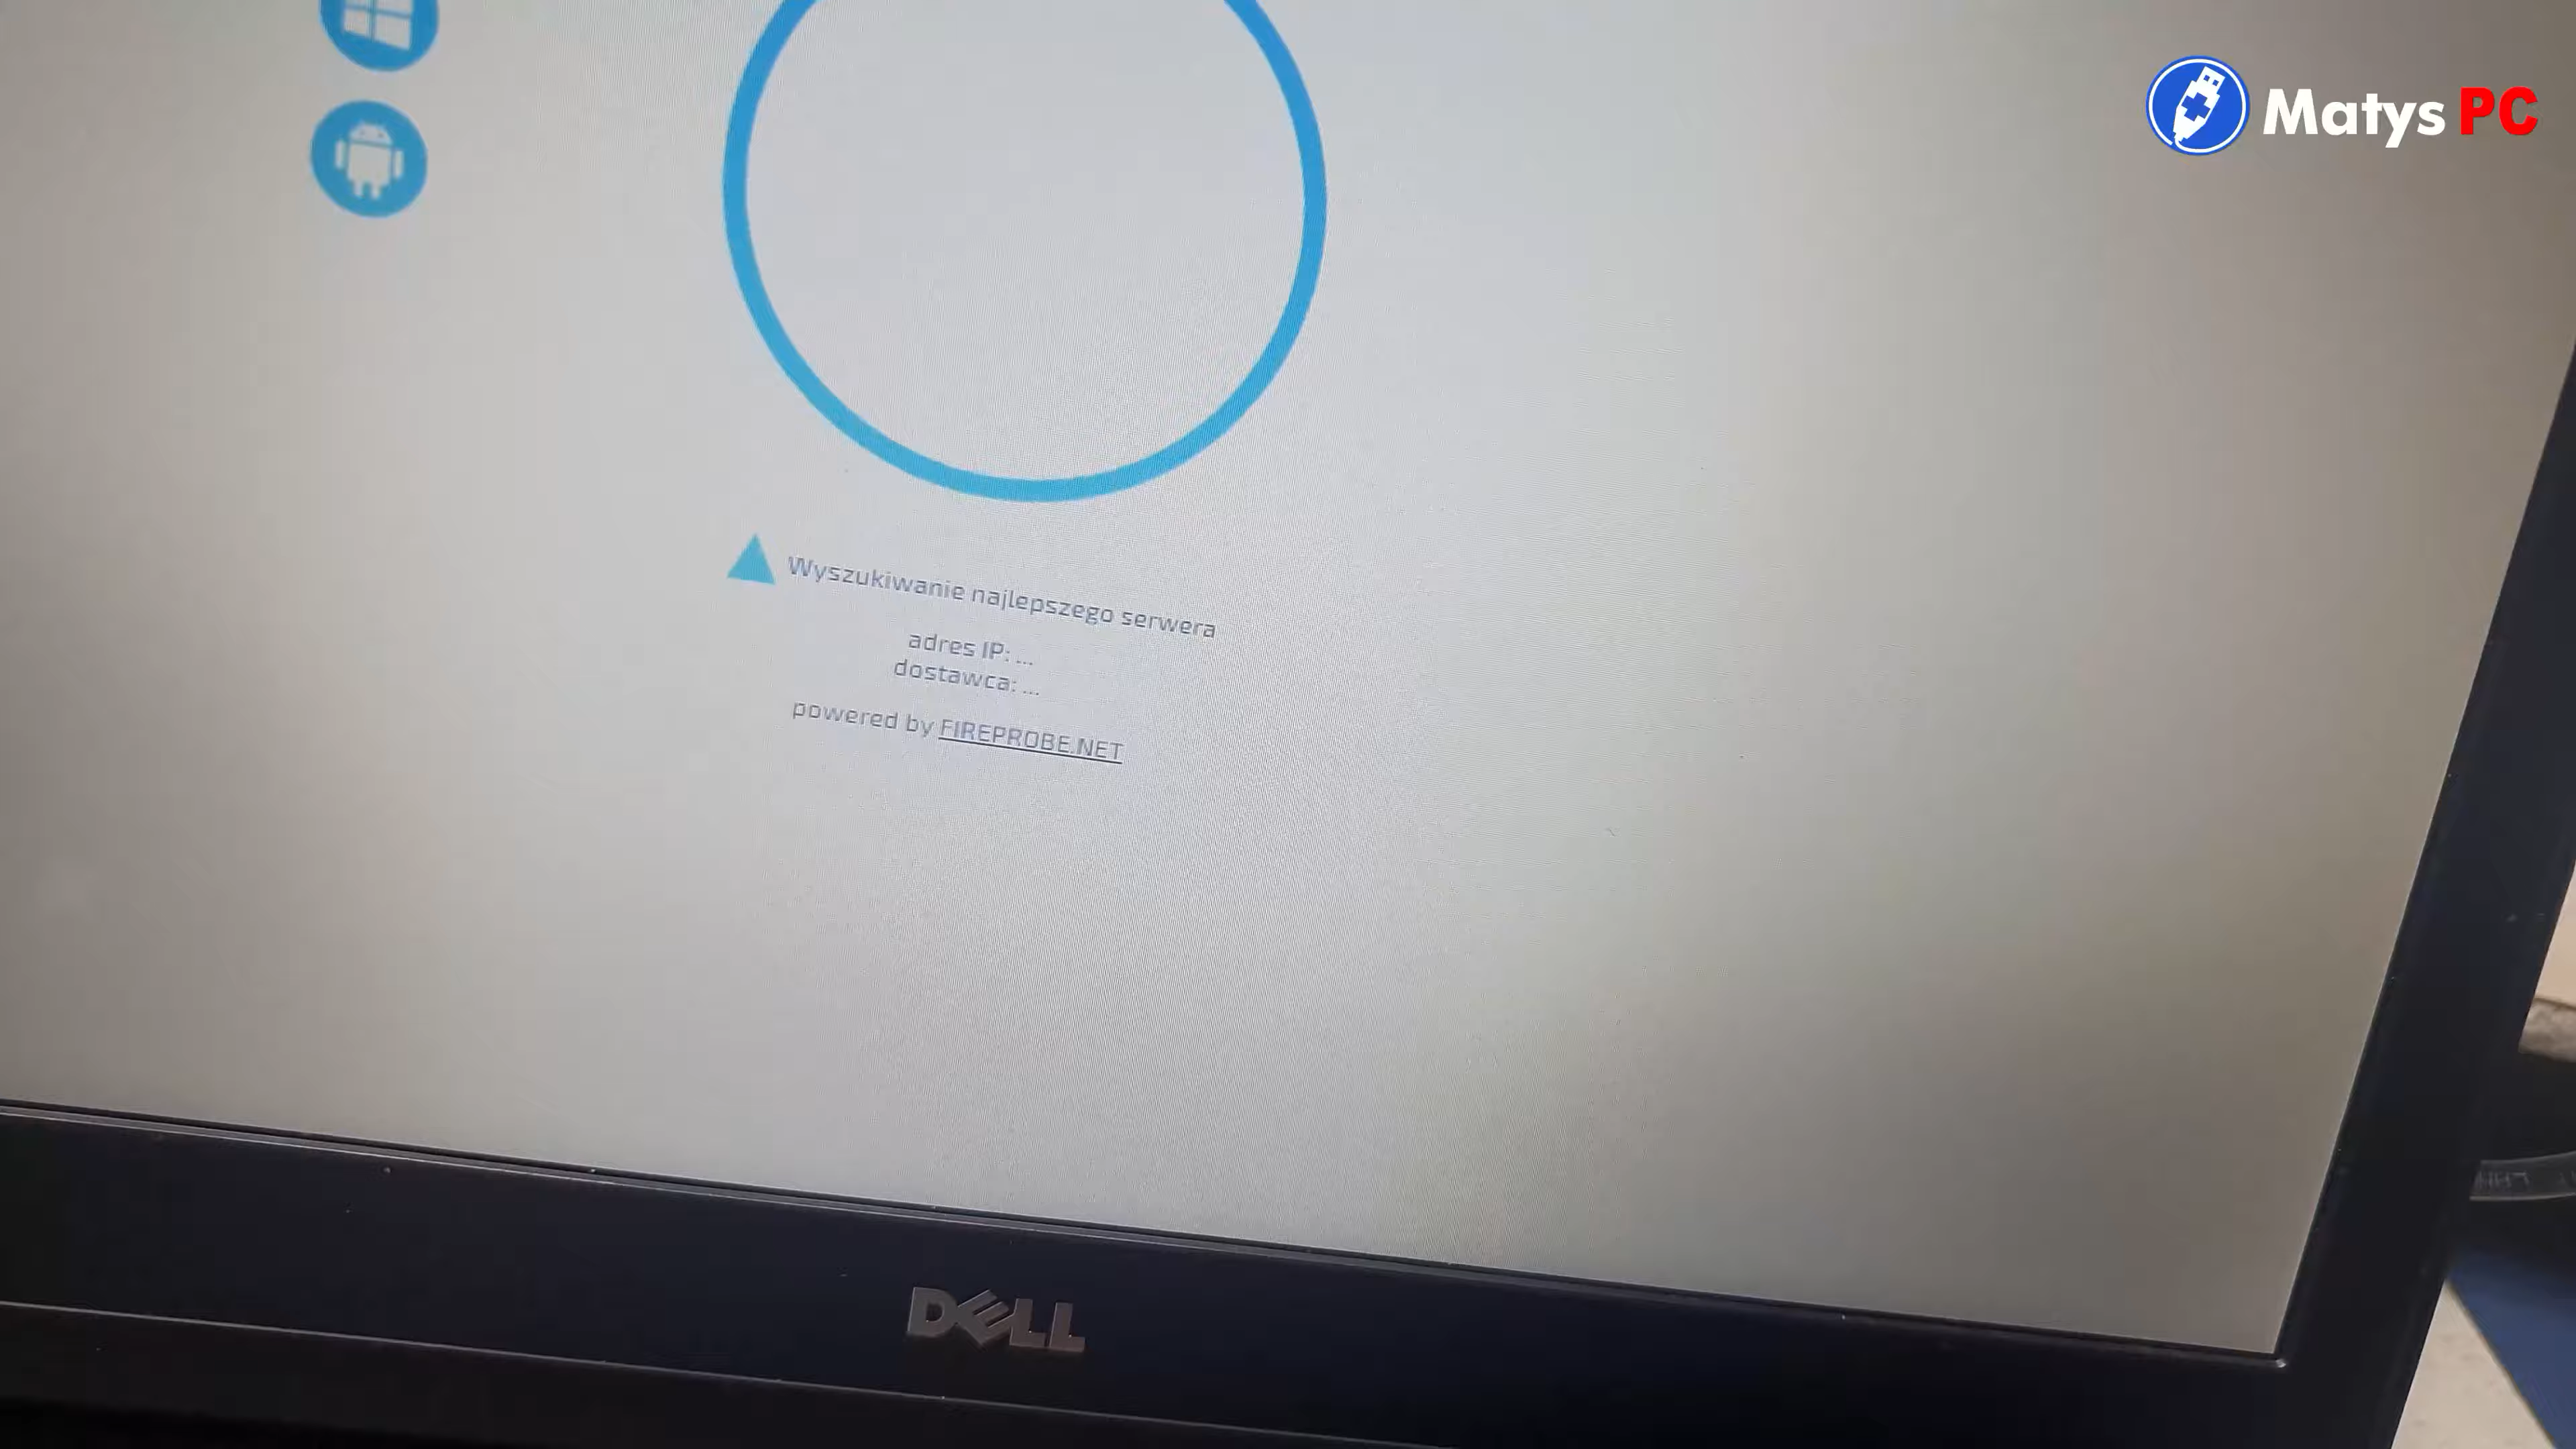 Matys PC
Wyszukiwanie najlepszego serwera
adres IP: ...
dostawca: ...
powered by FIREPROBE.NET
DELL